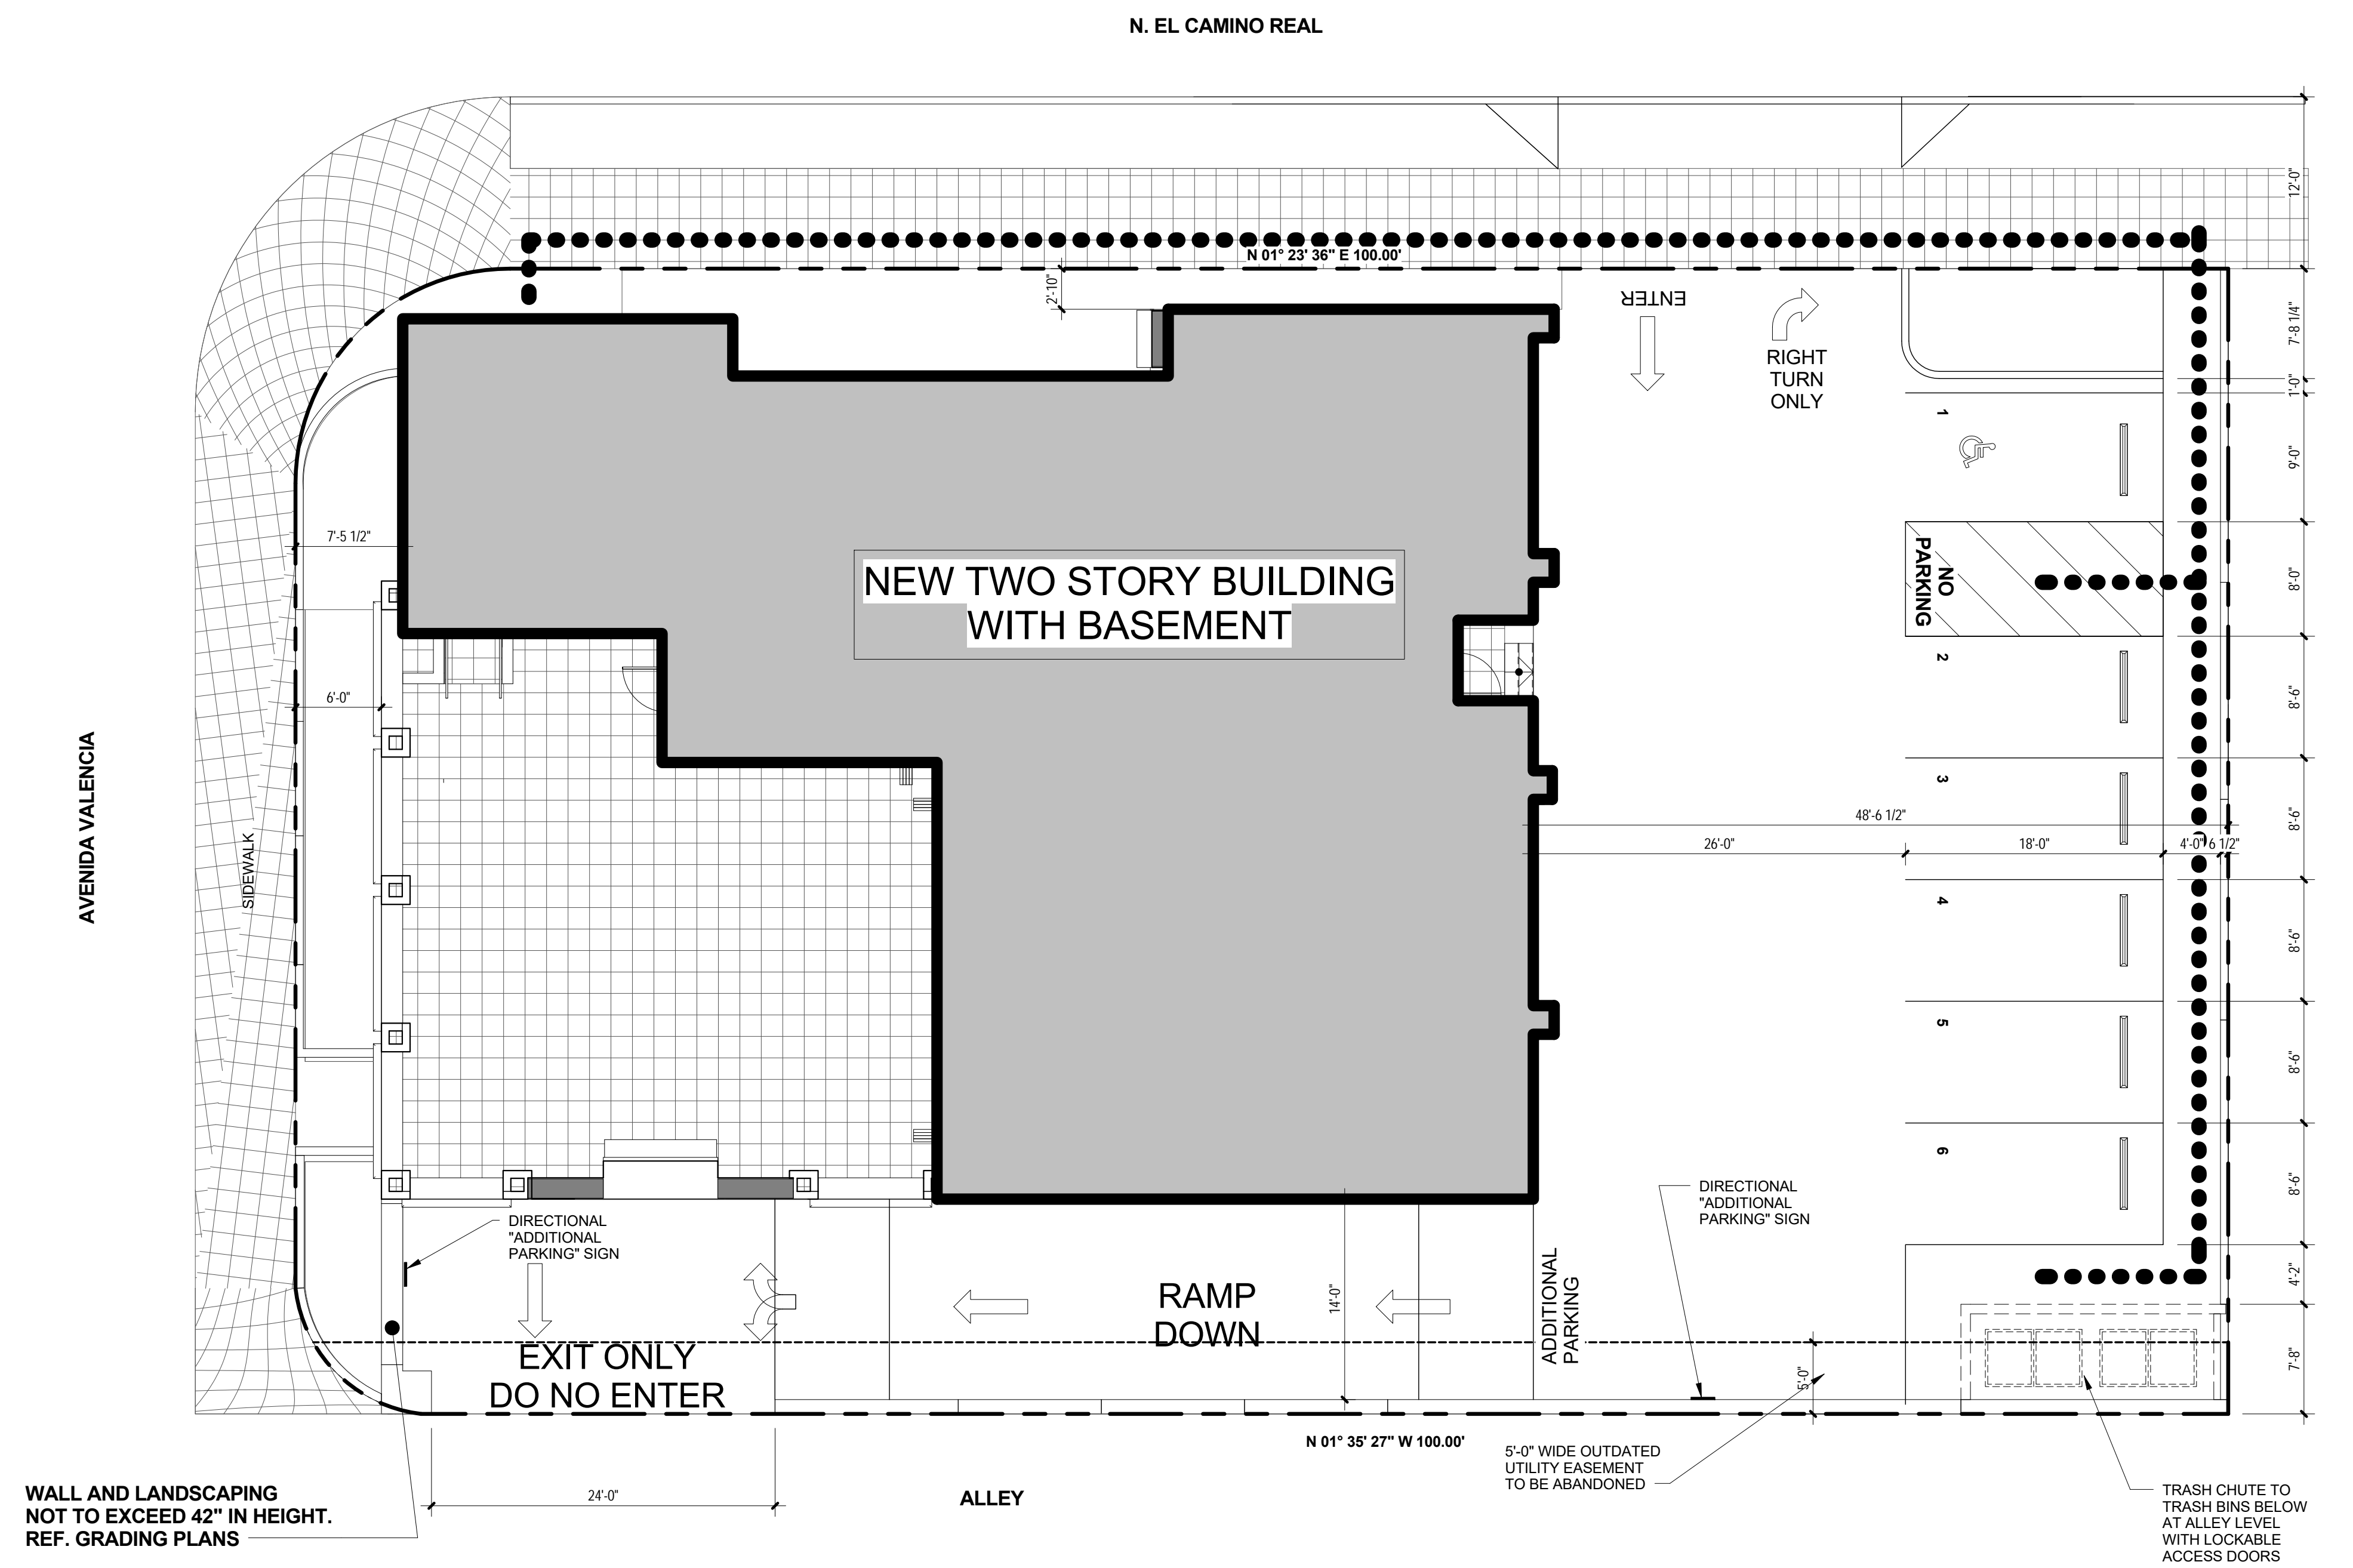 N. EL CAMINO REAL
12'-0"
N 01° 23' 36" E 100.00'
2'-10"
ENTER
RIGHT
TURN
ONLY
7'-8 1/4"
1'-0"
1
9'-0"
7'-5 1/2"
NEW TWO STORY BUILDING
WITH BASEMENT
NO
PARKING
8'-0"
2
8'-6"
6'-0"
AVENIDA VALENCIA
SIDEWALK
3
8'-6"
48'-6 1/2"
26'-0"
18'-0"
4'-0"
6 1/2"
4
8'-6"
5
8'-6"
6
8'-6"
DIRECTIONAL
"ADDITIONAL
PARKING" SIGN
DIRECTIONAL
"ADDITIONAL
PARKING" SIGN
4'-2"
RAMP
DOWN
14'-0"
ADDITIONAL
PARKING
EXIT ONLY
DO NO ENTER
5'-0"
7'-8"
N 01° 35' 27" W 100.00'
5'-0" WIDE OUTDATED
UTILITY EASEMENT
TO BE ABANDONED
WALL AND LANDSCAPING
NOT TO EXCEED 42" IN HEIGHT.
REF. GRADING PLANS
24'-0"
ALLEY
TRASH CHUTE TO
TRASH BINS BELOW
AT ALLEY LEVEL
WITH LOCKABLE
ACCESS DOORS